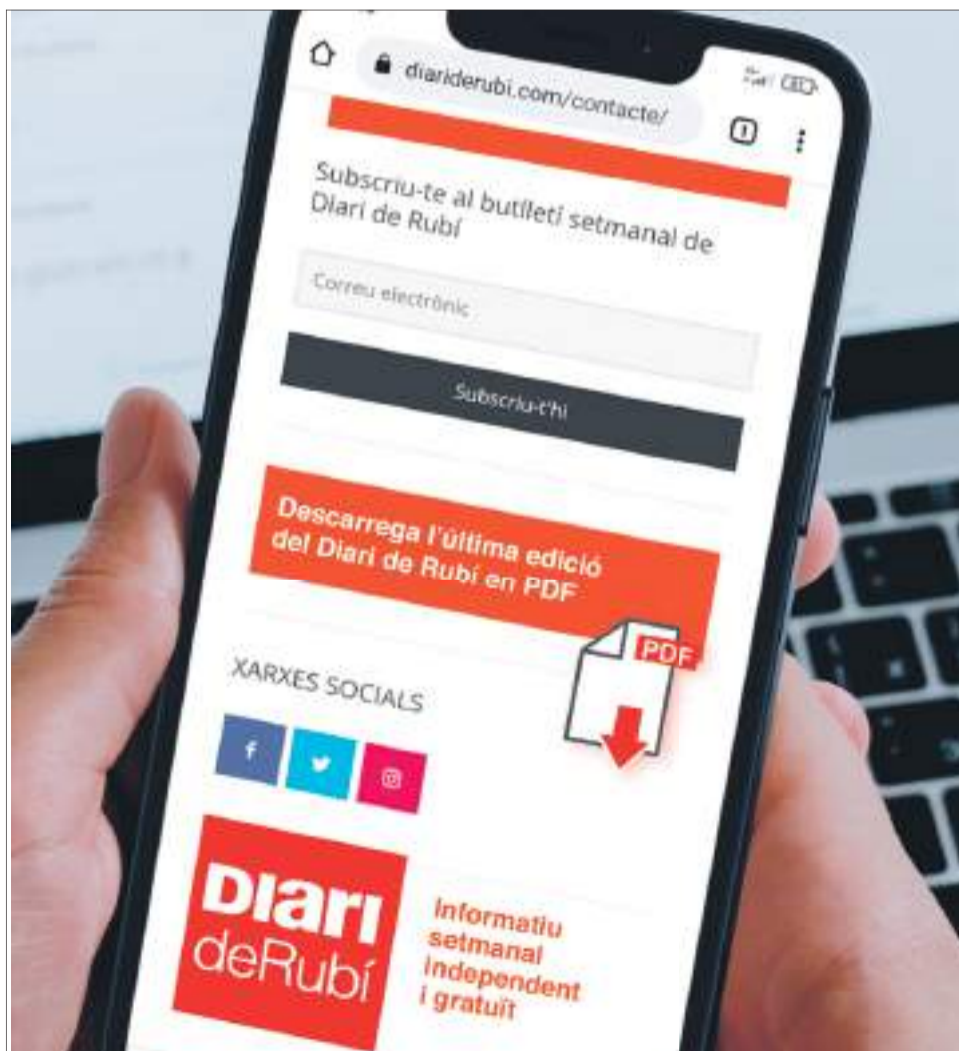 diariderubi.com/contacte/
Subscriu-te al butlletí setmanal de
Diari de Rubí
Correu electrònic
Subscriu-t'hi
Descarrega l'última edició
del Diari de Rubí en PDF
PDF
XARXES SOCIALS
DIari
deRubí
Informatiu
setmanal
independent
i gratuït